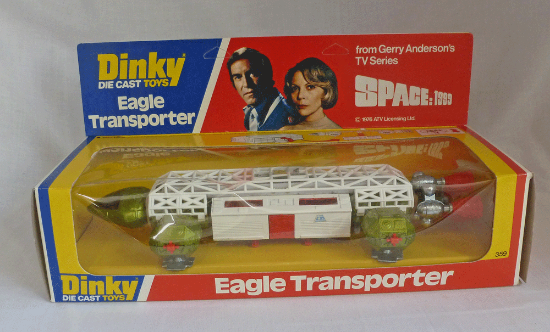 Dinky
DIE CAST TOYS
Eagle
Transporter
from Gerry Anderson's
TV Series
SPACE: 1999
© 1976 ATV Licensing Ltd
359
Dinky
DIE CAST TOYS
Eagle Transporter